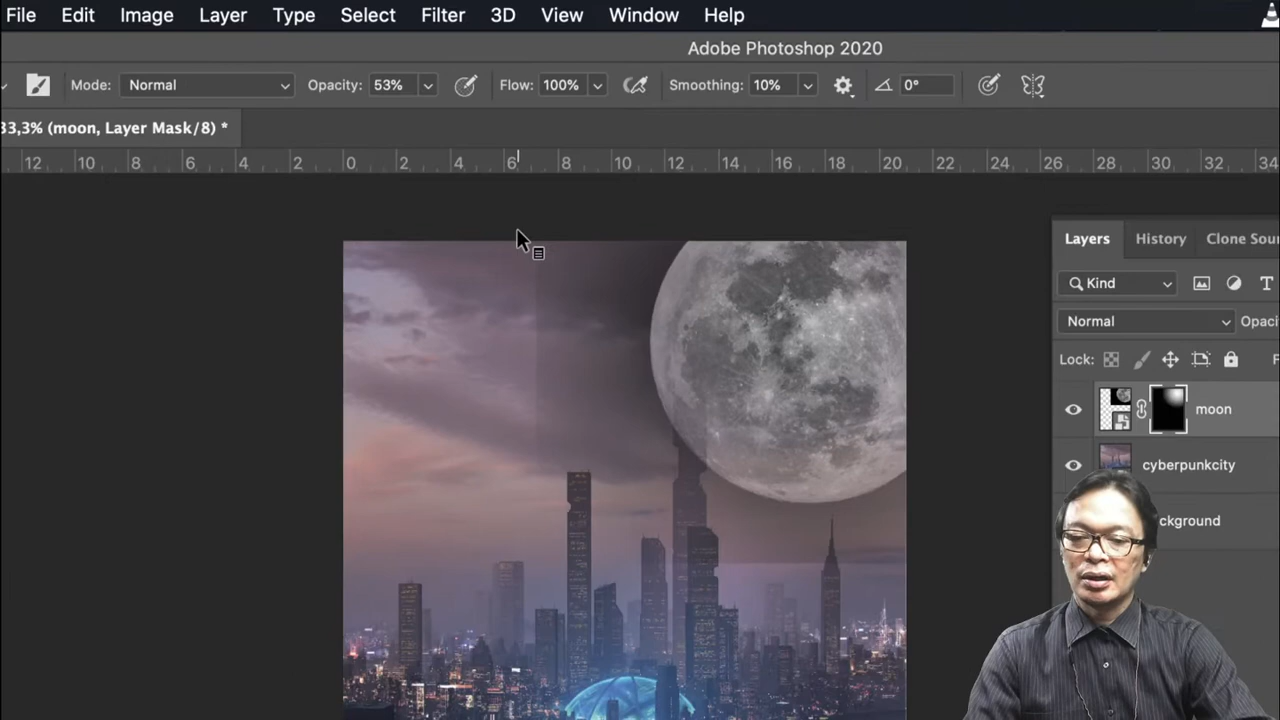 File Edit Image Layer Type Select Filter 3D View Window Help
Adobe Photoshop 2020
Mode: Normal Opacity: 53% Flow: 100% Smoothing: 10% 0°
33,3% (moon, Layer Mask/8) *
12 10 8 6 4 2 0 2 4 6 8 10 12 14 16 18 20 22 24 26 28 30 32 34
Layers History Clone Sou
Kind
Normal Opaci
Lock: F
moon
cyberpunkcity
ckground